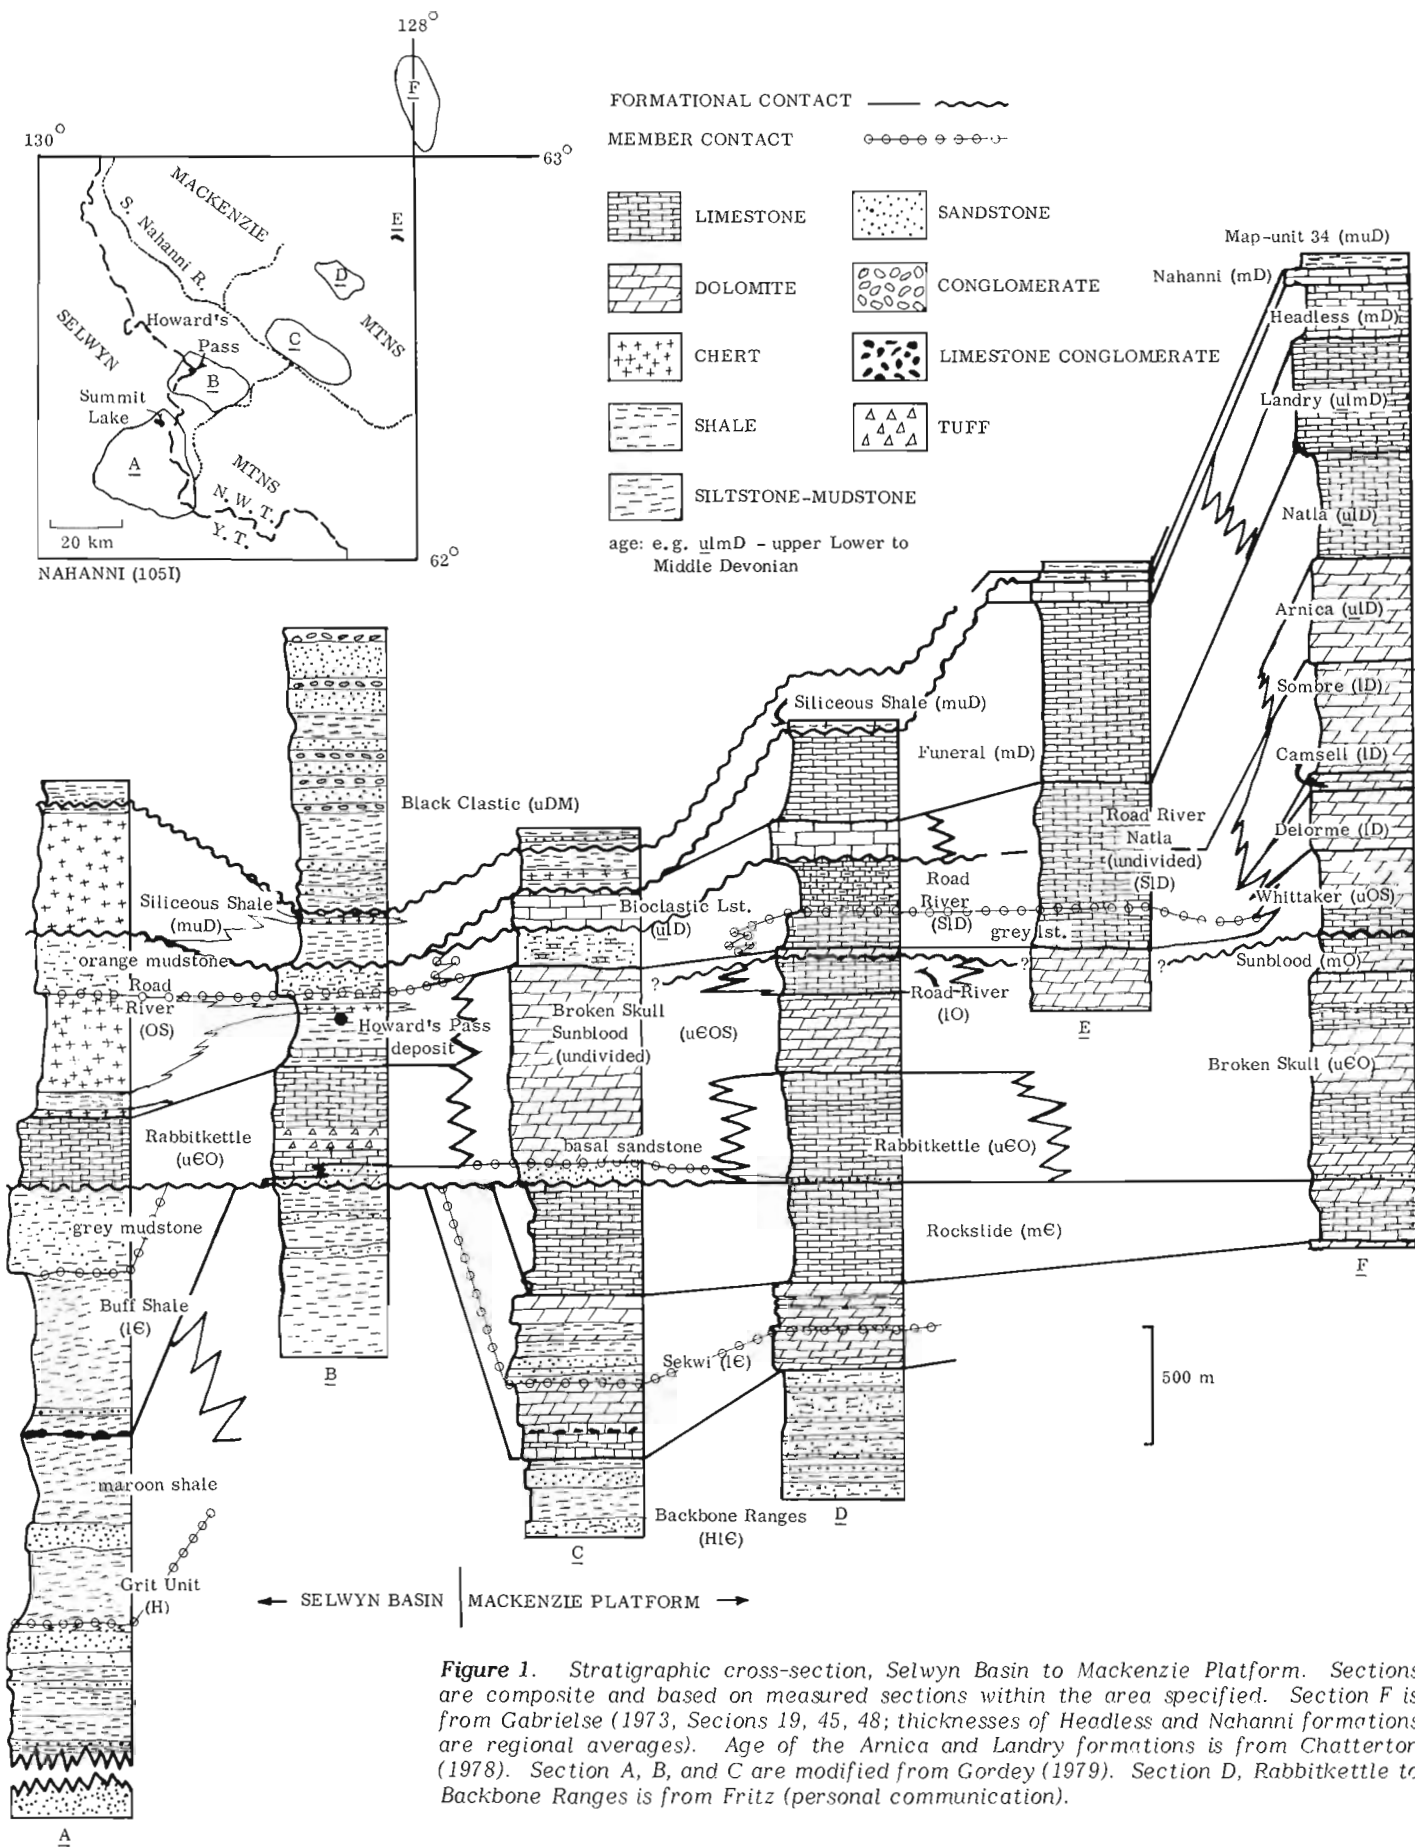 128°
F
130°
63°
MACKENZIE
S. Nahanni R.
E
D
MTNS
SELWYN
Howard's
Pass
C
B
Summit
Lake
A
MTNS
N. W. T.
Y. T.
20 km
62°
NAHANNI (105I)
FORMATIONAL CONTACT
MEMBER CONTACT
LIMESTONE
SANDSTONE
DOLOMITE
CONGLOMERATE
CHERT
LIMESTONE CONGLOMERATE
SHALE
TUFF
SILTSTONE-MUDSTONE
age: e.g. ulmD - upper Lower to
Middle Devonian
Map-unit 34 (muD)
Nahanni (mD)
Headless (mD)
Landry (ulmD)
Natla (ulD)
Arnica (ulD)
Sombre (lD)
Camsell (lD)
Delorme (lD)
Whittaker (uOS)
Sunblood (mO)
Broken Skull (uЄO)
F
Siliceous Shale (muD)
Funeral (mD)
Road River
Natla
(undivided)
(SlD)
Road
River
(SlD)
grey lst.
?
?
Road River
(lO)
E
Black Clastic (uDM)
Siliceous Shale
(muD)
Bioclastic Lst.
(ulD)
orange mudstone
Road
River
(OS)
Howard's Pass
deposit
?
Broken Skull
Sunblood
(undivided)
(uЄOS)
Rabbitkettle
(uЄO)
basal sandstone
Rabbitkettle (uЄO)
grey mudstone
Rockslide (mЄ)
Buff Shale
(lЄ)
B
Sekwi (lЄ)
500 m
maroon shale
Backbone Ranges
(HlЄ)
D
C
Grit Unit
(H)
SELWYN BASIN
MACKENZIE PLATFORM
A
Figure 1. Stratigraphic cross-section, Selwyn Basin to Mackenzie Platform. Sections
are composite and based on measured sections within the area specified. Section F is
from Gabrielse (1973, Secions 19, 45, 48; thicknesses of Headless and Nahanni formations
are regional averages). Age of the Arnica and Landry formations is from Chatterton
(1978). Section A, B, and C are modified from Gordey (1979). Section D, Rabbitkettle to
Backbone Ranges is from Fritz (personal communication).